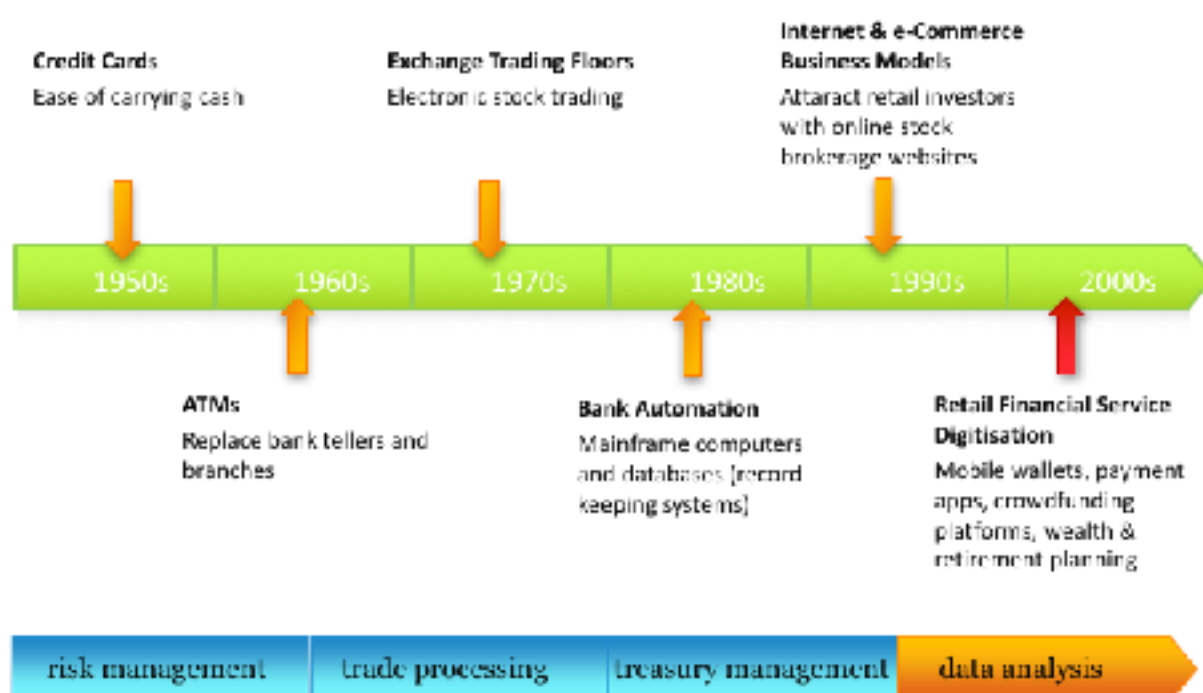 Credit Cards
Ease of carrying cash
Exchange Trading Floors
Electronic stock trading
Internet & e-Commerce
Business Models
Attaract retail investors
with online stock
brokerage websites
1950s
1960s
1970s
1980s
1990s
2000s
ATMs
Replace bank tellers and
branches
Bank Automation
Mainframe computers
and databases (record
keeping systems)
Retail Financial Service
Digitisation
Mobile wallets, payment
apps, crowdfunding
platforms, wealth &
retirement planning
risk management
trade processing
treasury management
data analysis